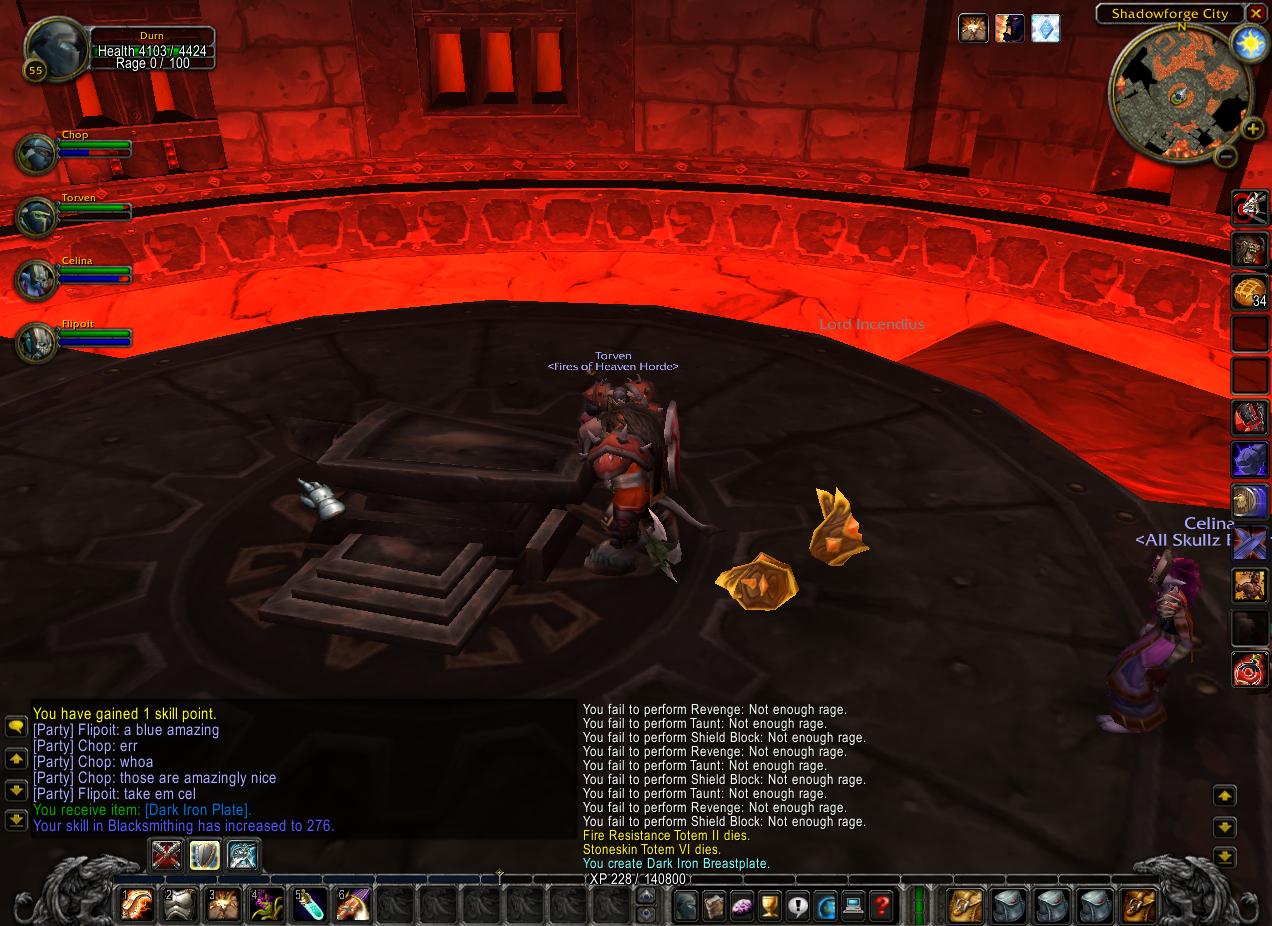 Durn
Health 4103 / 4424
Rage 0 / 100
55
Shadowforge City
N
Chop
Torven
Celina
Flipoit
34
Lord Incendius
Torven
<Fires of Heaven Horde>
Celina
<All Skullz
You have gained 1 skill point.
[Party] Flipoit: a blue amazing
[Party] Chop: err
[Party] Chop: whoa
[Party] Chop: those are amazingly nice
[Party] Flipoit: take em cel
You receive item: [Dark Iron Plate].
Your skill in Blacksmithing has increased to 276.
You fail to perform Revenge: Not enough rage.
You fail to perform Taunt: Not enough rage.
You fail to perform Shield Block: Not enough rage.
You fail to perform Revenge: Not enough rage.
You fail to perform Taunt: Not enough rage.
You fail to perform Shield Block: Not enough rage.
You fail to perform Taunt: Not enough rage.
You fail to perform Revenge: Not enough rage.
You fail to perform Shield Block: Not enough rage.
Fire Resistance Totem II dies.
Stoneskin Totem VI dies.
You create Dark Iron Breastplate.
XP 228 / 140800
1 2 3 4 5 6